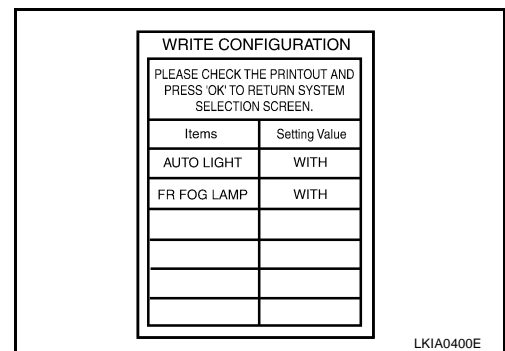 WRITE CONFIGURATION
PLEASE CHECK THE PRINTOUT AND
PRESS 'OK' TO RETURN SYSTEM
SELECTION SCREEN.
Items Setting Value
AUTO LIGHT WITH
FR FOG LAMP WITH
LKIA0400E